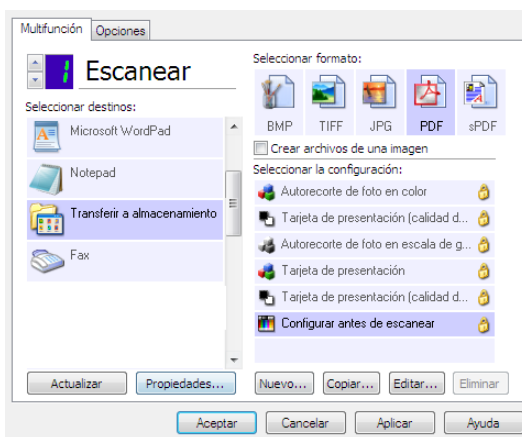 Multifunción
Opciones
1
Escanear
Seleccionar destinos:
Microsoft WordPad
Notepad
Transferir a almacenamiento
Fax
Actualizar
Propiedades...
Seleccionar formato:
BMP
TIFF
JPG
PDF
sPDF
Crear archivos de una imagen
Seleccionar la configuración:
Autorecorte de foto en color
Tarjeta de presentación (calidad d...
Autorecorte de foto en escala de g...
Tarjeta de presentación
Tarjeta de presentación (calidad d...
Configurar antes de escanear
Nuevo...
Copiar...
Editar...
Eliminar
Aceptar
Cancelar
Aplicar
Ayuda